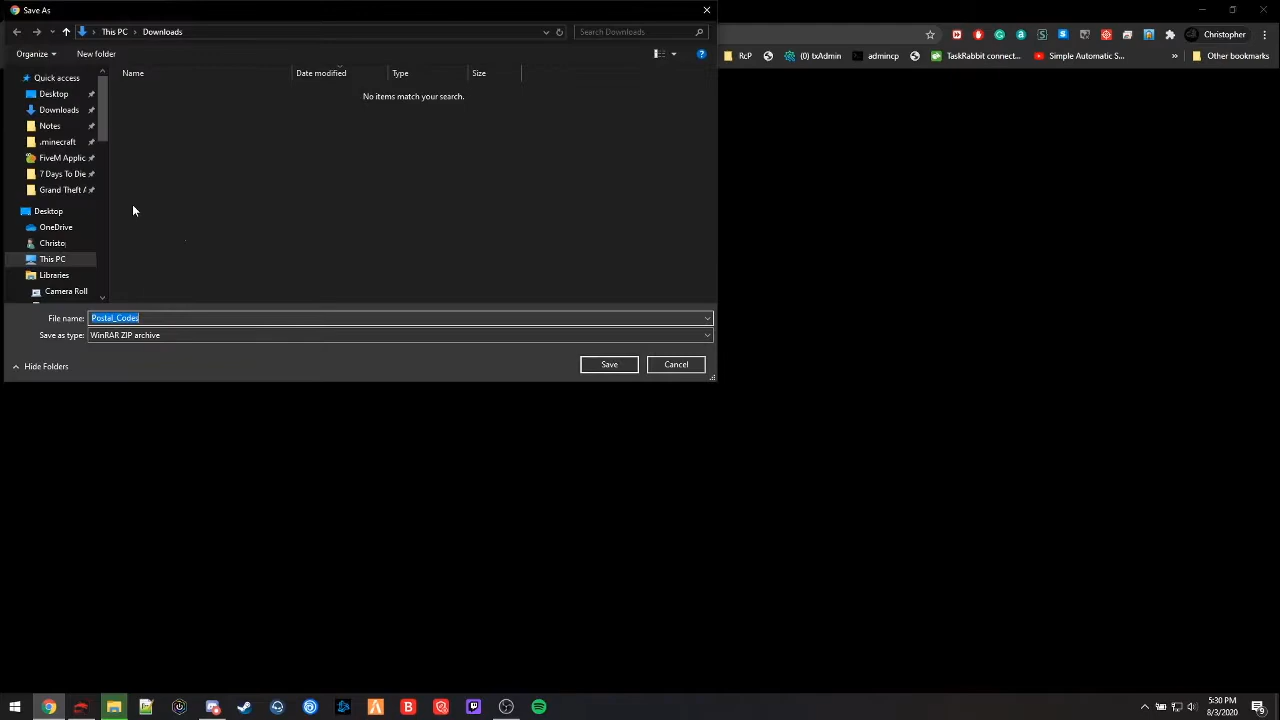 Save As
This PC > Downloads
Search Downloads
Christopher
Organize
New folder
RcP
(0) txAdmin
admincp
TaskRabbit connect...
Simple Automatic S...
»
Other bookmarks
Quick access
Name
Date modified
Type
Size
Desktop
No items match your search.
Downloads
Notes
.minecraft
FiveM Applic
7 Days To Die
Grand Theft A
Desktop
OneDrive
Christo
This PC
Libraries
Camera Roll
File name: Postal_Codes
Save as type: WinRAR ZIP archive
Hide Folders
Save
Cancel
5:30 PM
8/3/2020